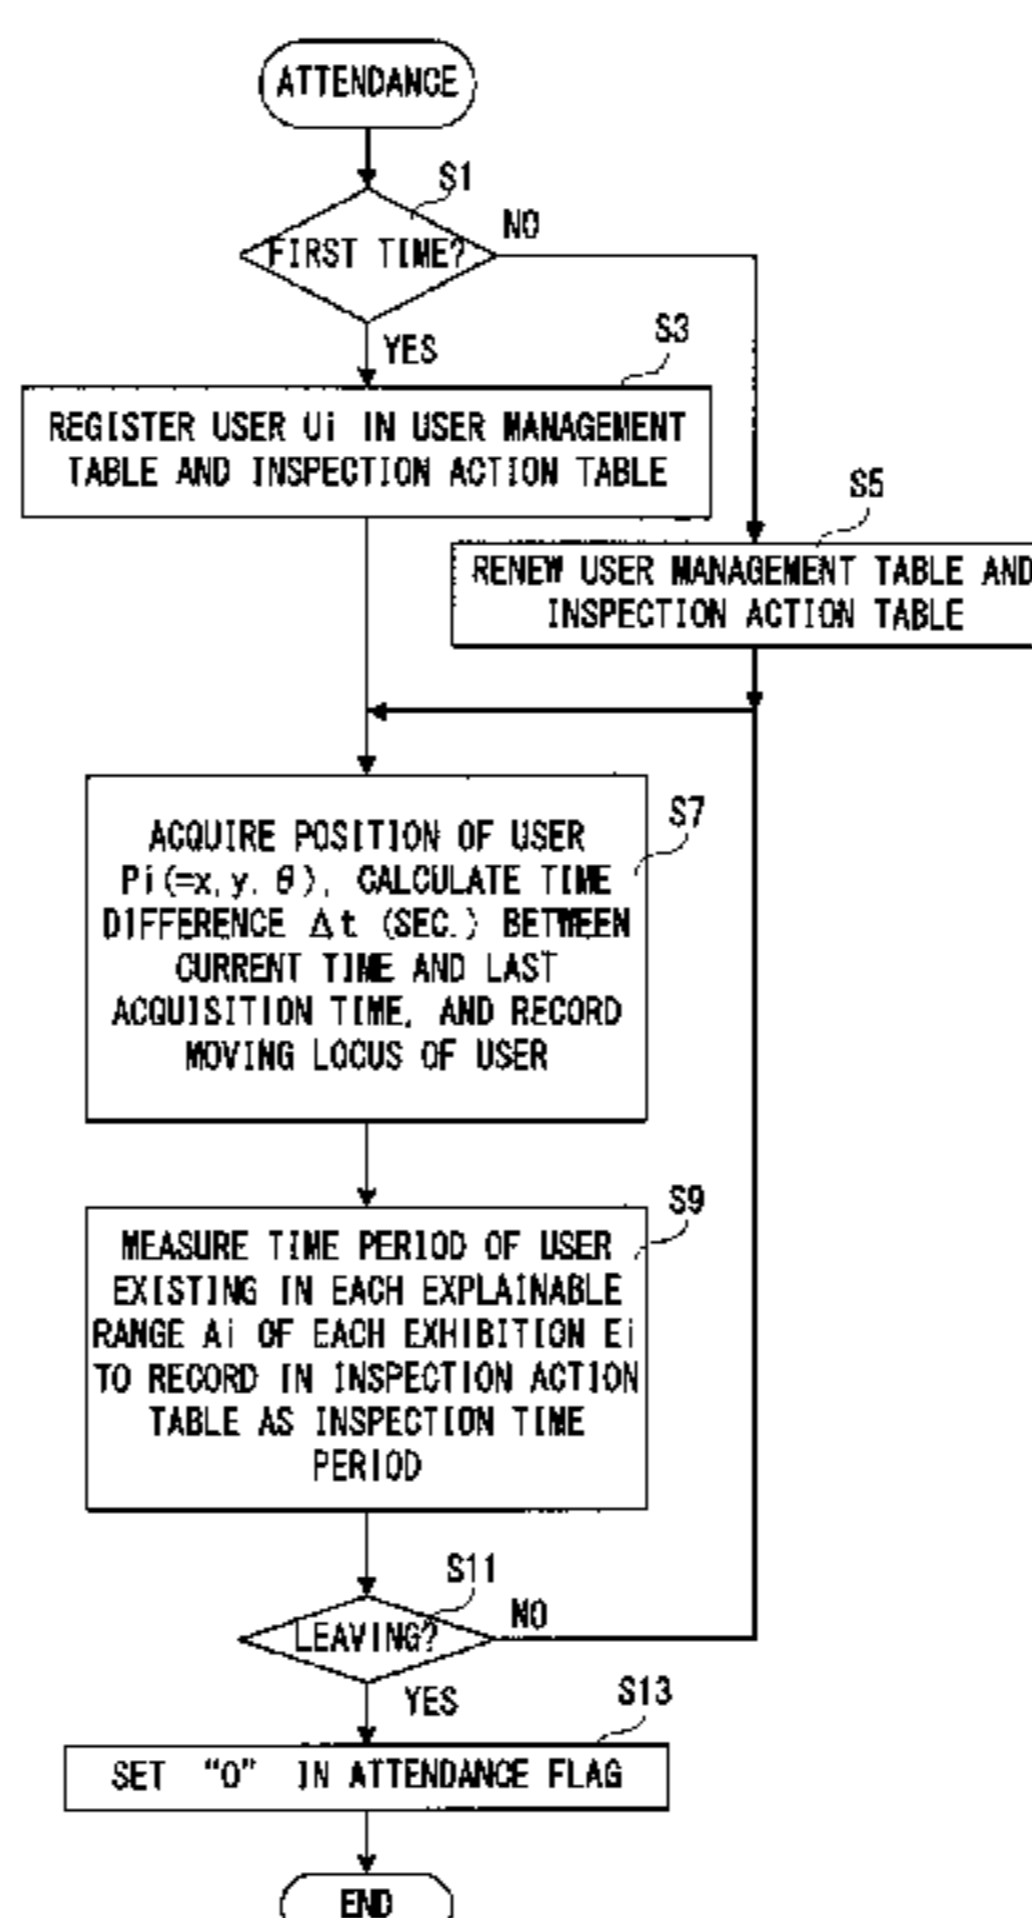 ATTENDANCE
S1
FIRST TIME?
NO
YES
S3
REGISTER USER Ui IN USER MANAGEMENT
TABLE AND INSPECTION ACTION TABLE
S5
RENEW USER MANAGEMENT TABLE AND
INSPECTION ACTION TABLE
S7
ACQUIRE POSITION OF USER
Pi(=x, y. θ), CALCULATE TIME
DIFFERENCE Δt (SEC.) BETWEEN
CURRENT TIME AND LAST
ACQUISITION TIME, AND RECORD
MOVING LOCUS OF USER
S9
MEASURE TIME PERIOD OF USER
EXISTING IN EACH EXPLAINABLE
RANGE Ai OF EACH EXHIBITION Ei
TO RECORD IN INSPECTION ACTION
TABLE AS INSPECTION TIME
PERIOD
S11
LEAVING?
NO
YES
S13
SET "0" IN ATTENDANCE FLAG
END